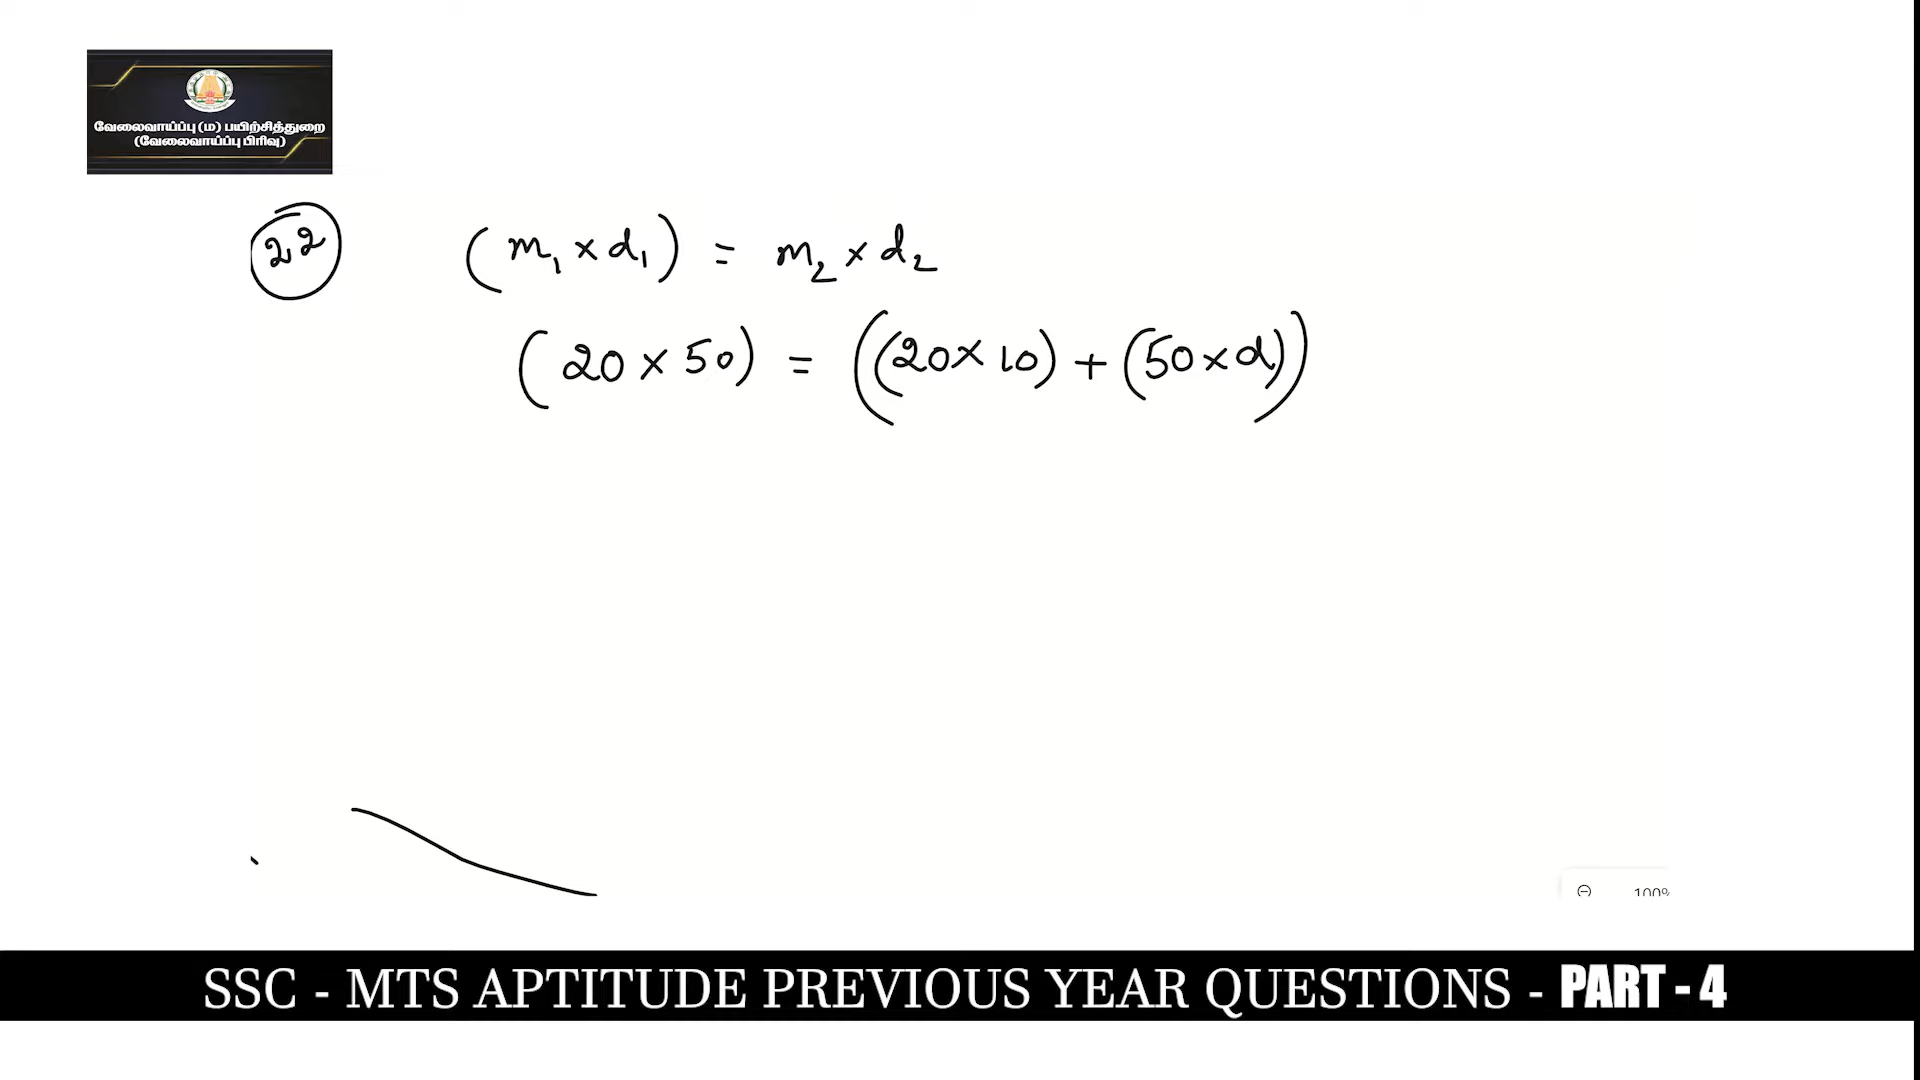 வேலைவாய்ப்பு (ம) பயிற்சித்துறை
(வேலைவாய்ப்பு பிரிவு)
22
(m₁ × d₁) = m₂ × d₂
(20 × 50) = ((20 × 10) + (50 × d))
100%
SSC - MTS APTITUDE PREVIOUS YEAR QUESTIONS - PART - 4